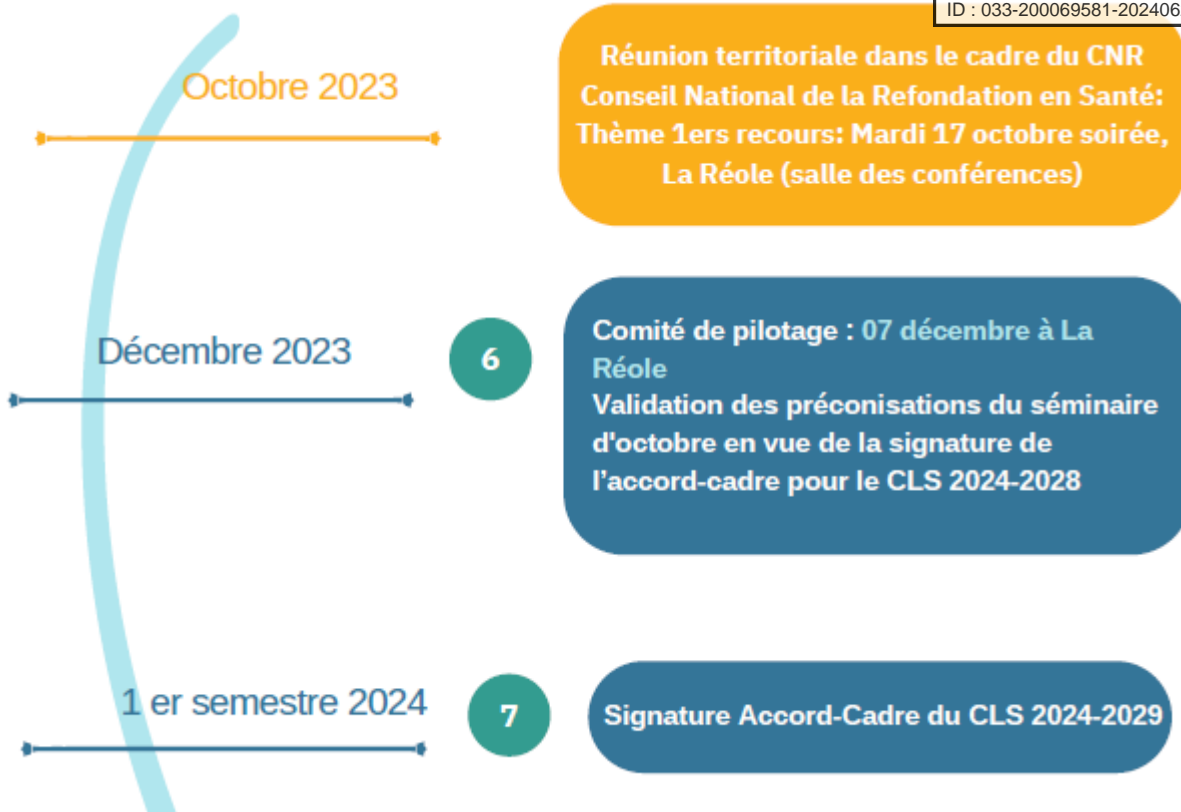 ID : 033-200069581-202406
Octobre 2023
Réunion territoriale dans le cadre du CNR
Conseil National de la Refondation en Santé:
Thème 1ers recours: Mardi 17 octobre soirée,
La Réole (salle des conférences)
Décembre 2023
6
Comité de pilotage : 07 décembre à La
Réole
Validation des préconisations du séminaire
d'octobre en vue de la signature de
l’accord-cadre pour le CLS 2024-2028
1 er semestre 2024
7
Signature Accord-Cadre du CLS 2024-2029